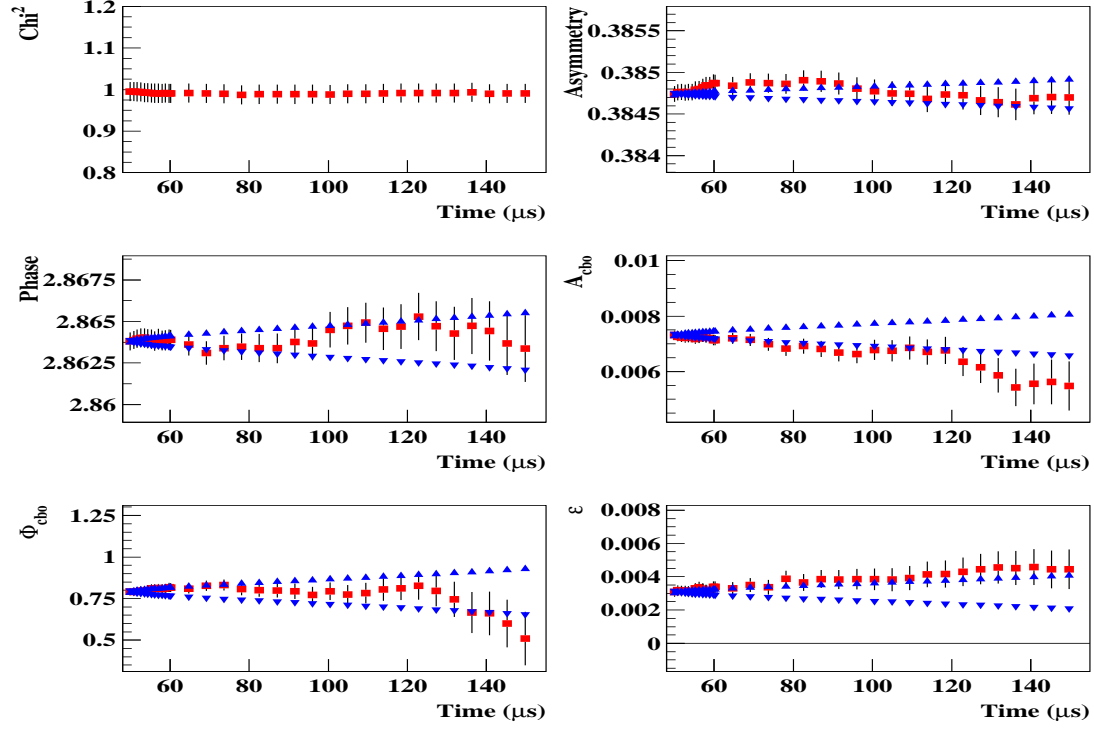 Chi²
1.2
1.1
1
0.9
0.8
60 80 100 120 140
Time (μs)
Asymmetry
0.3855
0.385
0.3845
0.384
60 80 100 120 140
Time (μs)
Phase
2.8675
2.865
2.8625
2.86
60 80 100 120 140
Time (μs)
A_cbo
0.01
0.008
0.006
60 80 100 120 140
Time (μs)
Φ_cbo
1.25
1
0.75
0.5
60 80 100 120 140
Time (μs)
ε
0.008
0.006
0.004
0.002
0
60 80 100 120 140
Time (μs)